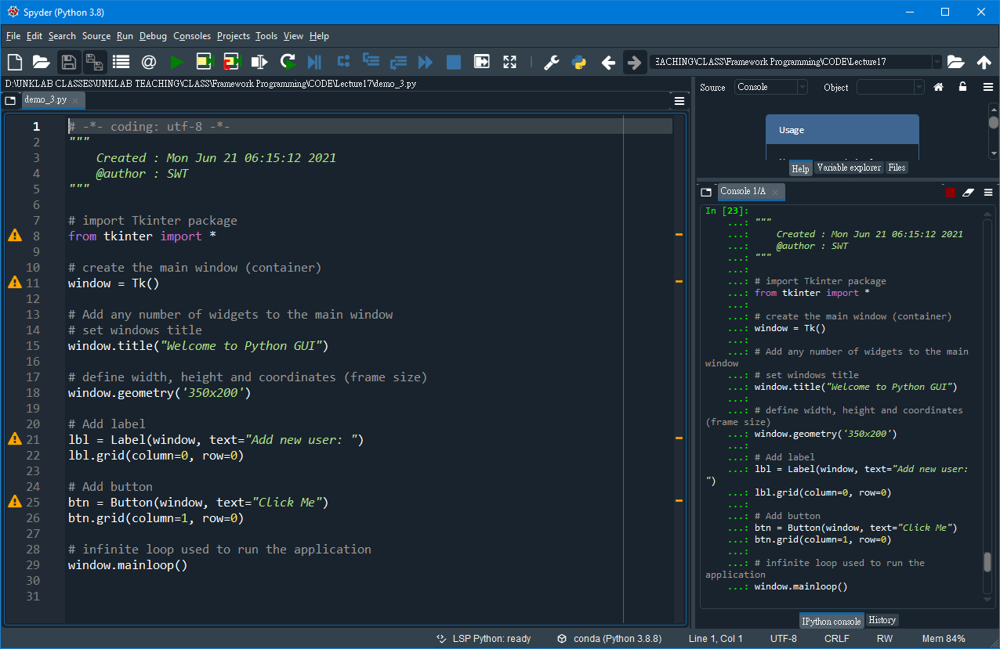 Spyder (Python 3.8)
File Edit Search Source Run Debug Consoles Projects Tools View Help
EACHING\CLASS\Framework Programming\CODE\Lecture17
D:\UNKLAB CLASSES\UNKLAB TEACHING\CLASS\Framework Programming\CODE\Lecture17\demo_3.py
demo_3.py
1 # -*- coding: utf-8 -*-
2 """
3     Created : Mon Jun 21 06:15:12 2021
4     @author : SWT
5 """
6
7 # import Tkinter package
8 from tkinter import *
9
10 # create the main window (container)
11 window = Tk()
12
13 # Add any number of widgets to the main window
14 # set windows title
15 window.title("Welcome to Python GUI")
16
17 # define width, height and coordinates (frame size)
18 window.geometry('350x200')
19
20 # Add label
21 lbl = Label(window, text="Add new user: ")
22 lbl.grid(column=0, row=0)
23
24 # Add button
25 btn = Button(window, text="Click Me")
26 btn.grid(column=1, row=0)
27
28 # infinite loop used to run the application
29 window.mainloop()
30
31
Source Console Object
Usage
Help Variable explorer Files
Console 1/A
In [23]:
...: """
...:     Created : Mon Jun 21 06:15:12 2021
...:     @author : SWT
...: """
...:
...: # import Tkinter package
...: from tkinter import *
...:
...: # create the main window (container)
...: window = Tk()
...:
...: # Add any number of widgets to the main
window
...: # set windows title
...: window.title("Welcome to Python GUI")
...:
...: # define width, height and coordinates
(frame size)
...: window.geometry('350x200')
...:
...: # Add label
...: lbl = Label(window, text="Add new user:
")
...: lbl.grid(column=0, row=0)
...:
...: # Add button
...: btn = Button(window, text="Click Me")
...: btn.grid(column=1, row=0)
...:
...: # infinite loop used to run the
application
...: window.mainloop()
IPython console History
LSP Python: ready conda (Python 3.8.8) Line 1, Col 1 UTF-8 CRLF RW Mem 84%